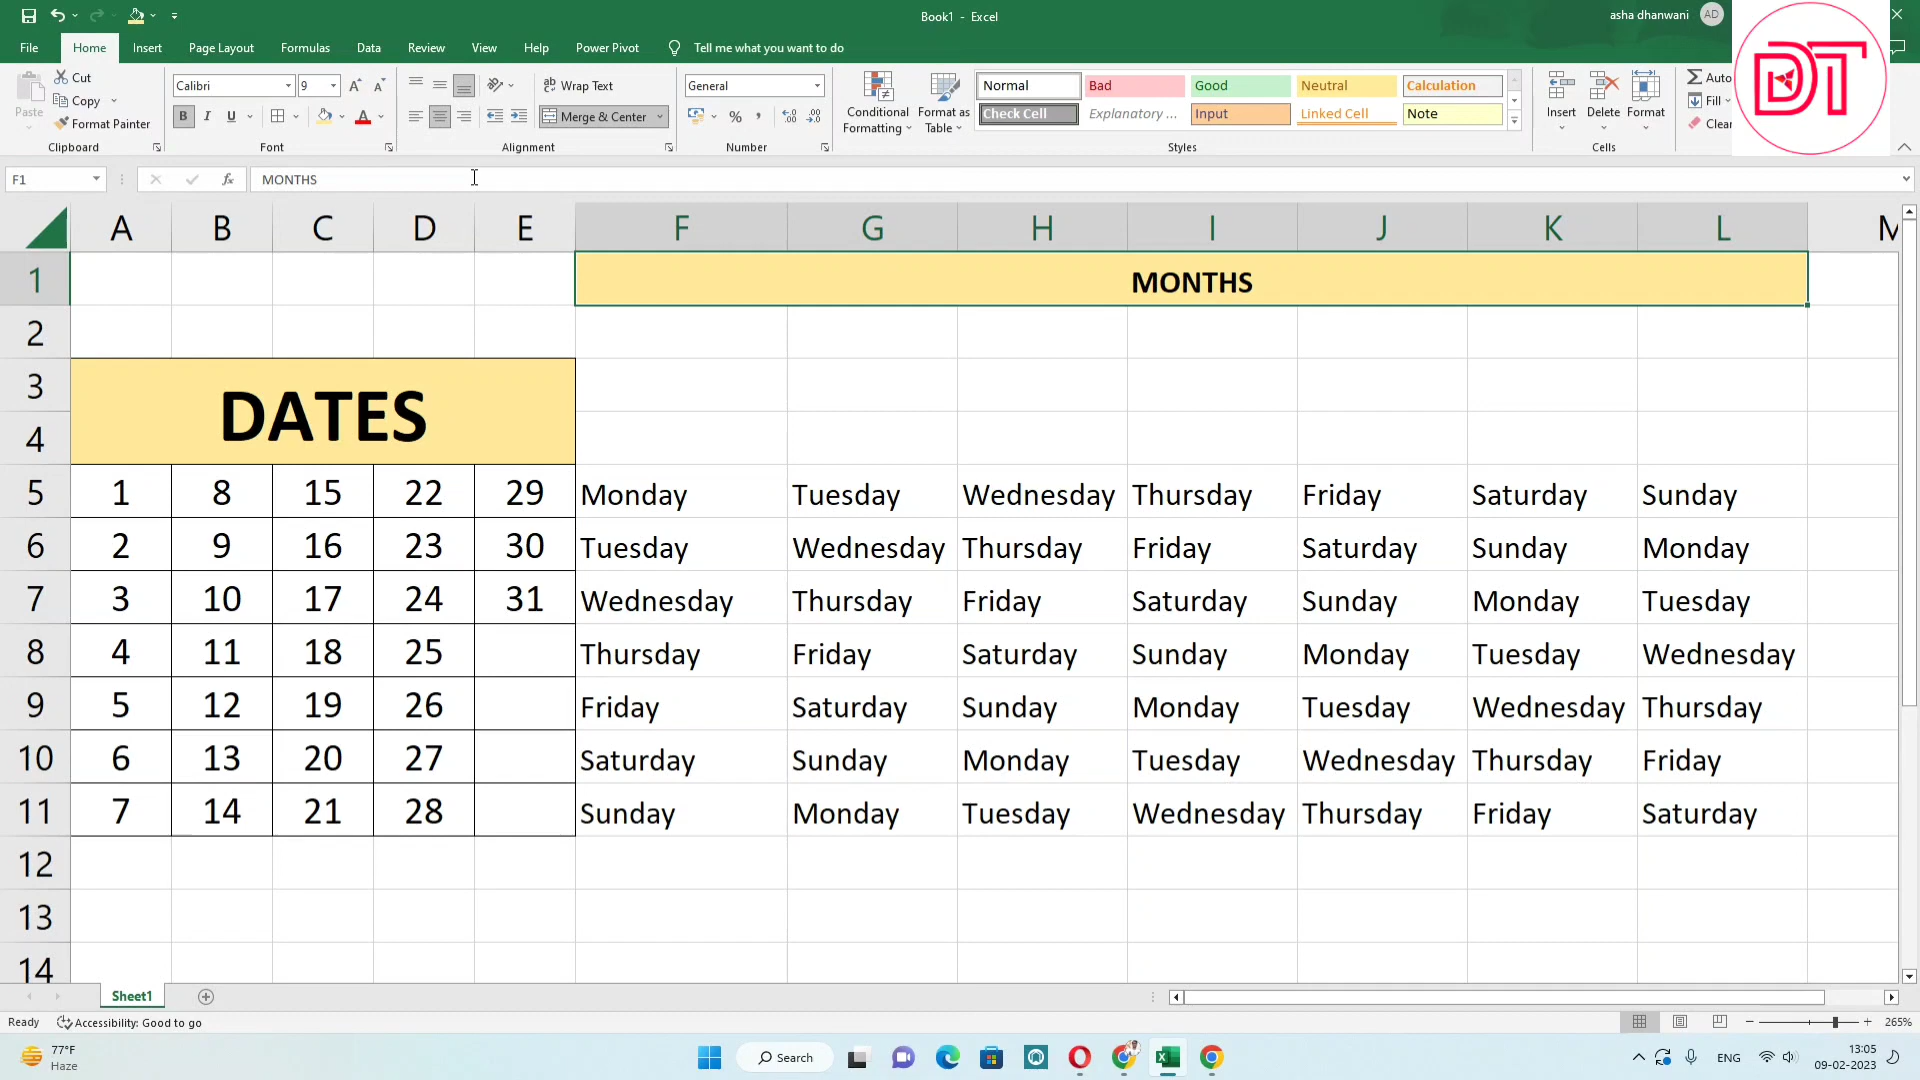 Book1 - Excel
asha dhanwani AD
File Home Insert Page Layout Formulas Data Review View Help Power Pivot Tell me what you want to do
DT
Paste
Cut
Copy
Format Painter
Clipboard
Calibri 9
B I U
Font
Wrap Text
Merge & Center
Alignment
General
Number
Conditional Formatting
Format as Table
Normal Bad Good Neutral Calculation
Check Cell Explanatory ... Input Linked Cell Note
Styles
Insert Delete Format
Cells
Auto
Fill
Clear
F1 fx MONTHS
A B C D E F G H I J K L M
1 MONTHS
2
3
4 DATES
5 1 8 15 22 29 Monday Tuesday Wednesday Thursday Friday Saturday Sunday
6 2 9 16 23 30 Tuesday Wednesday Thursday Friday Saturday Sunday Monday
7 3 10 17 24 31 Wednesday Thursday Friday Saturday Sunday Monday Tuesday
8 4 11 18 25 Thursday Friday Saturday Sunday Monday Tuesday Wednesday
9 5 12 19 26 Friday Saturday Sunday Monday Tuesday Wednesday Thursday
10 6 13 20 27 Saturday Sunday Monday Tuesday Wednesday Thursday Friday
11 7 14 21 28 Sunday Monday Tuesday Wednesday Thursday Friday Saturday
12
13
14
Sheet1
Ready Accessibility: Good to go 265%
77°F
Haze
Search
ENG
13:05
09-02-2023